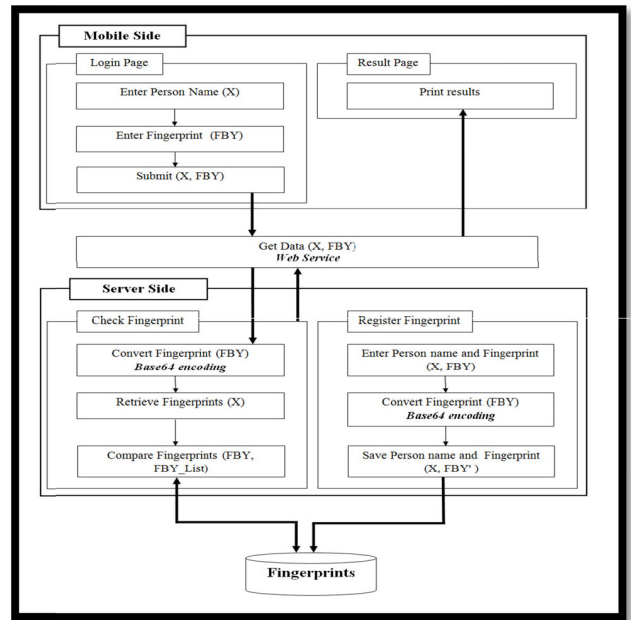 Mobile Side
Login Page
Enter Person Name (X)
Enter Fingerprint (FBY)
Submit (X, FBY)
Result Page
Print results
Get Data (X, FBY)
Web Service
Server Side
Check Fingerprint
Convert Fingerprint (FBY)
Base64 encoding
Retrieve Fingerprints (X)
Compare Fingerprints (FBY,
FBY_List)
Register Fingerprint
Enter Person name and Fingerprint
(X, FBY)
Convert Fingerprint (FBY)
Base64 encoding
Save Person name and Fingerprint
(X, FBY' )
Fingerprints